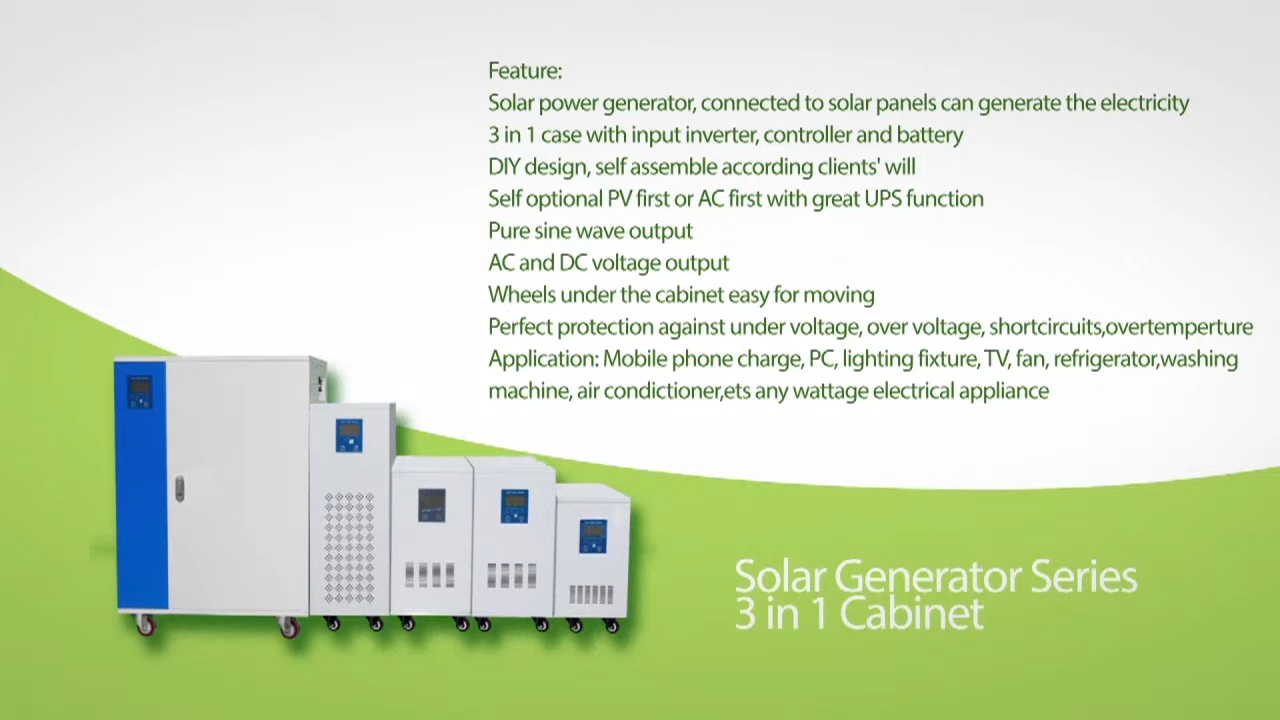 Feature:
Solar power generator, connected to solar panels can generate the electricity
3 in 1 case with input inverter, controller and battery
DIY design, self assemble according clients' will
Self optional PV first or AC first with great UPS function
Pure sine wave output
AC and DC voltage output
Wheels under the cabinet easy for moving
Perfect protection against under voltage, over voltage, shortcircuits,overtemperture
Application: Mobile phone charge, PC, lighting fixture, TV, fan, refrigerator,washing
machine, air condictioner,ets any wattage electrical appliance
Solar Generator Series
3 in 1 Cabinet